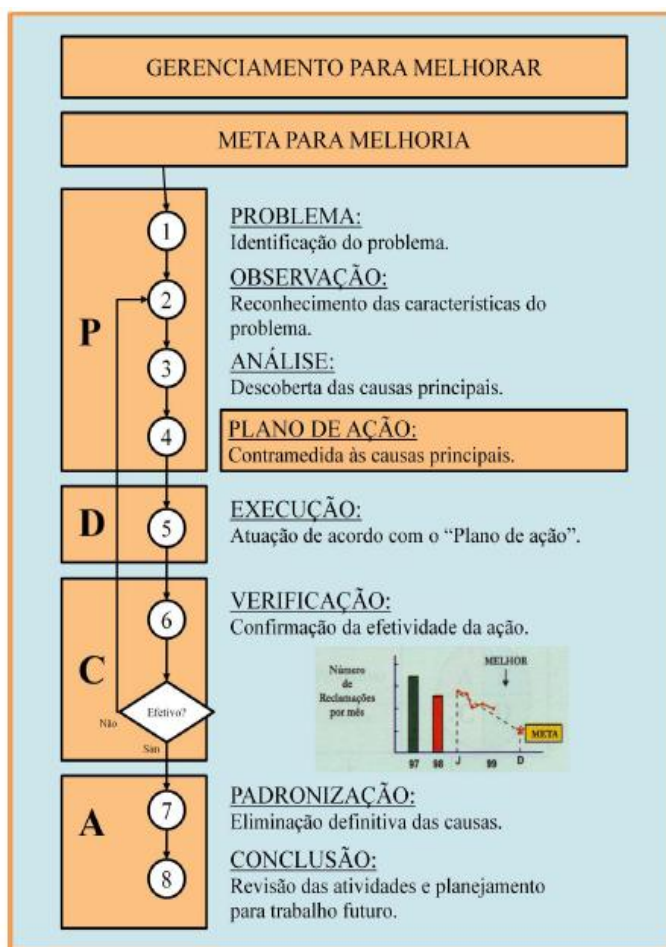 GERENCIAMENTO PARA MELHORAR
META PARA MELHORIA
P
1
PROBLEMA:
Identificação do problema.
2
OBSERVAÇÃO:
Reconhecimento das características do
problema.
3
ANÁLISE:
Descoberta das causas principais.
4
PLANO DE AÇÃO:
Contramedida às causas principais.
D
5
EXECUÇÃO:
Atuação de acordo com o “Plano de ação”.
C
6
VERIFICAÇÃO:
Confirmação da efetividade da ação.
Efetivo?
Não
Sim
Número
de
Reclamações
por mês
MELHOR
META
97 98 J 99 D
A
7
PADRONIZAÇÃO:
Eliminação definitiva das causas.
8
CONCLUSÃO:
Revisão das atividades e planejamento
para trabalho futuro.